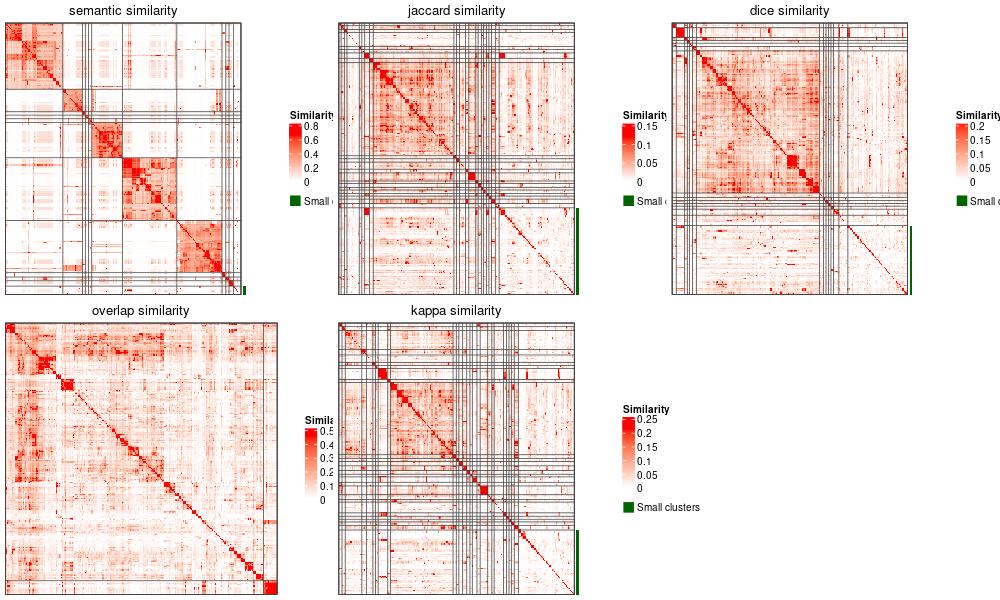 semantic similarity
jaccard similarity
dice similarity
Similarity
0.8
0.6
0.4
0.2
0
Small c
Similarity
0.15
0.1
0.05
0
Small c
Similarity
0.2
0.15
0.1
0.05
0
Small c
overlap similarity
kappa similarity
Simila
0.5
0.4
0.3
0.2
0.1
0
Similarity
0.25
0.2
0.15
0.1
0.05
0
Small clusters